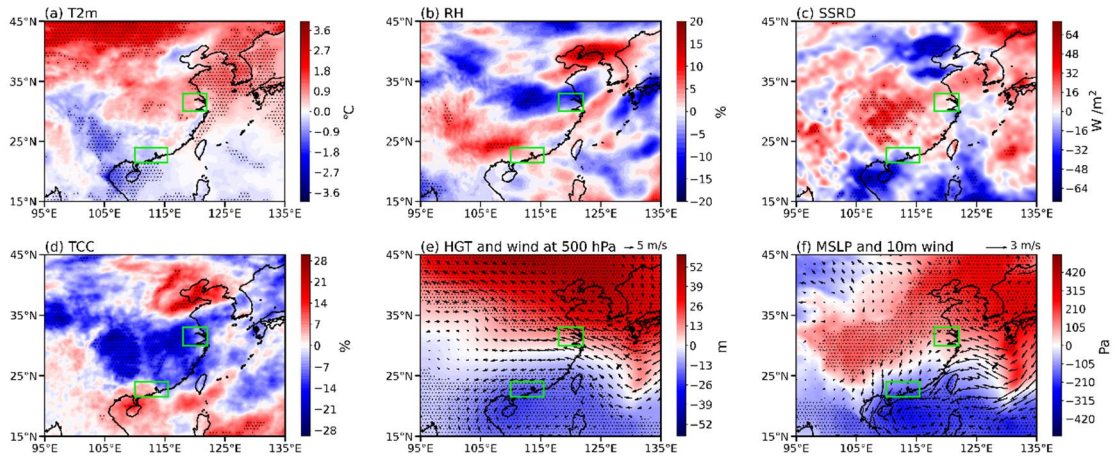 (a) T2m
45°N
35°N
25°N
15°N
95°E 105°E 115°E 125°E 135°E
3.6
2.7
1.8
0.9
0.0
−0.9
−1.8
−2.7
−3.6
°C
(b) RH
45°N
35°N
25°N
15°N
95°E 105°E 115°E 125°E 135°E
20
15
10
5
0
−5
−10
−15
−20
%
(c) SSRD
45°N
35°N
25°N
15°N
95°E 105°E 115°E 125°E 135°E
64
48
32
16
0
−16
−32
−48
−64
W /m²
(d) TCC
45°N
35°N
25°N
15°N
95°E 105°E 115°E 125°E 135°E
28
21
14
7
0
−7
−14
−21
−28
%
(e) HGT and wind at 500 hPa → 5 m/s
45°N
35°N
25°N
15°N
95°E 105°E 115°E 125°E 135°E
52
39
26
13
0
−13
−26
−39
−52
m
(f) MSLP and 10m wind → 3 m/s
45°N
35°N
25°N
15°N
95°E 105°E 115°E 125°E 135°E
420
315
210
105
0
−105
−210
−315
−420
Pa